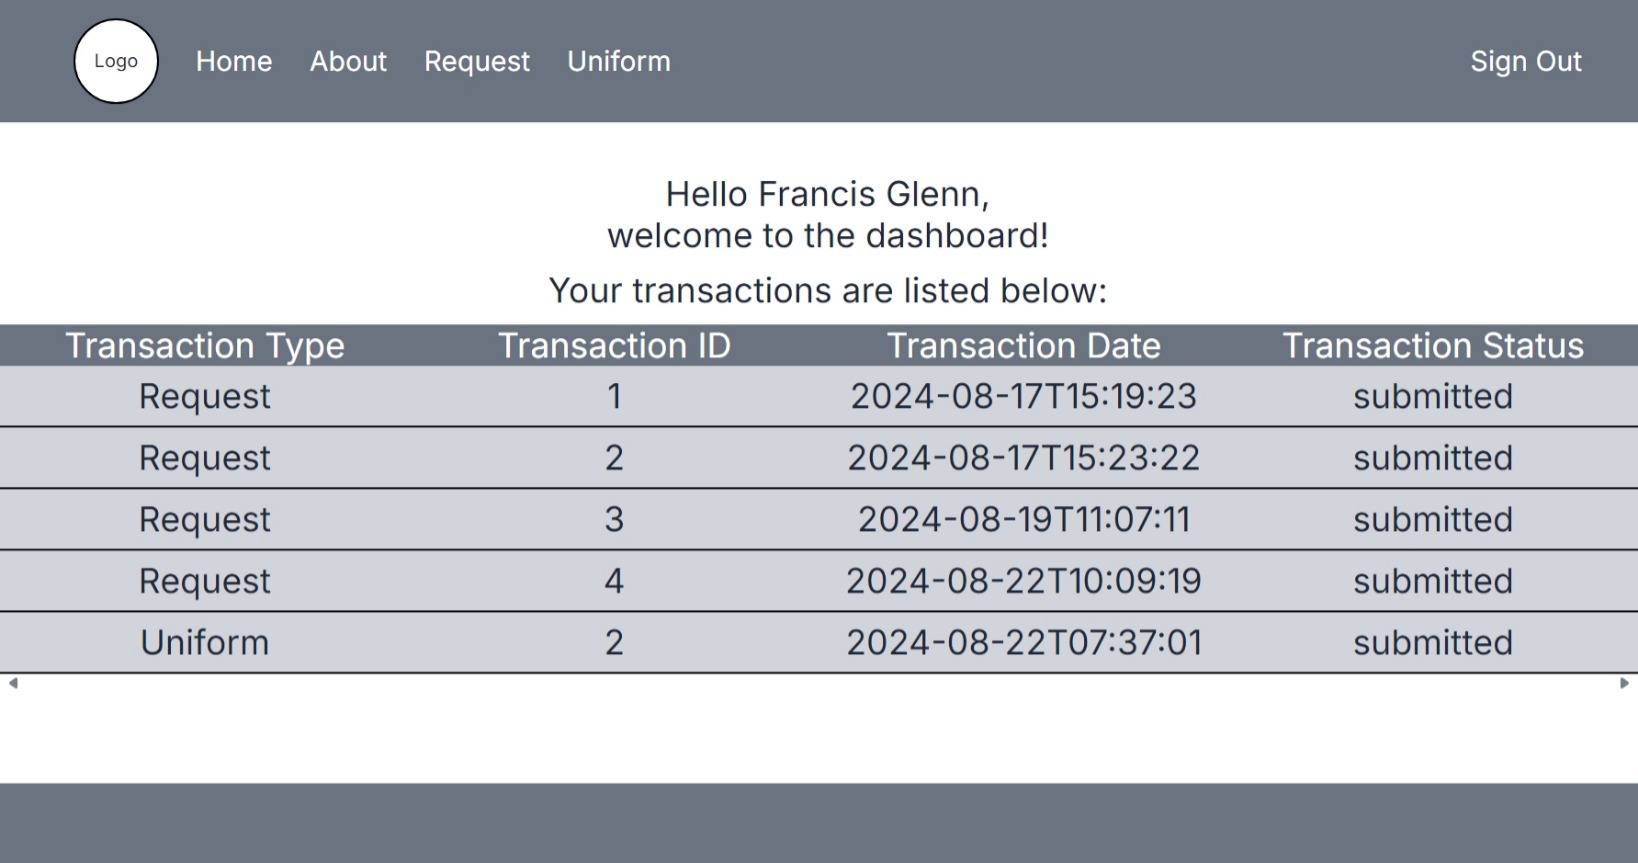 Logo Home About Request Uniform Sign Out
Hello Francis Glenn,
welcome to the dashboard!
Your transactions are listed below:
Transaction Type Transaction ID Transaction Date Transaction Status
Request 1 2024-08-17T15:19:23 submitted
Request 2 2024-08-17T15:23:22 submitted
Request 3 2024-08-19T11:07:11 submitted
Request 4 2024-08-22T10:09:19 submitted
Uniform 2 2024-08-22T07:37:01 submitted